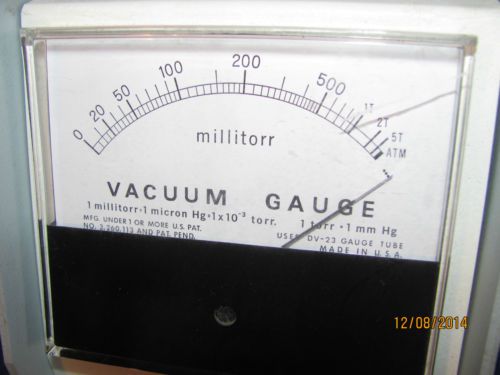 0 20 50 100 200 500 1T 2T 5T ATM
millitorr
VACUUM GAUGE
1 millitorr·1 micron Hg·1x10⁻³ torr. 1 torr·1 mm Hg
MFG. UNDER 1 OR MORE U.S. PAT. USES DV-23 GAUGE TUBE
NO. 3,260,113 AND PAT. PEND. MADE IN U.S.A.
12/08/2014